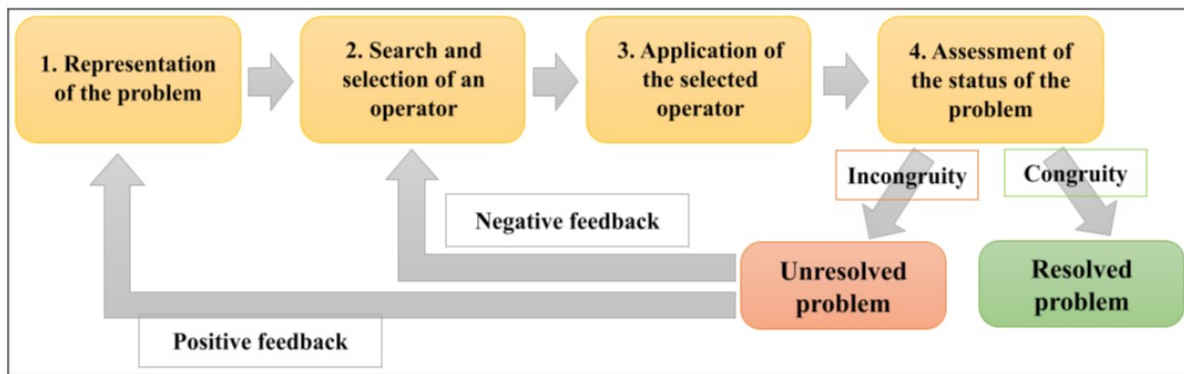 1. Representation
of the problem
2. Search and
selection of an
operator
3. Application of
the selected
operator
4. Assessment of
the status of the
problem
Incongruity
Congruity
Negative feedback
Unresolved
problem
Resolved
problem
Positive feedback